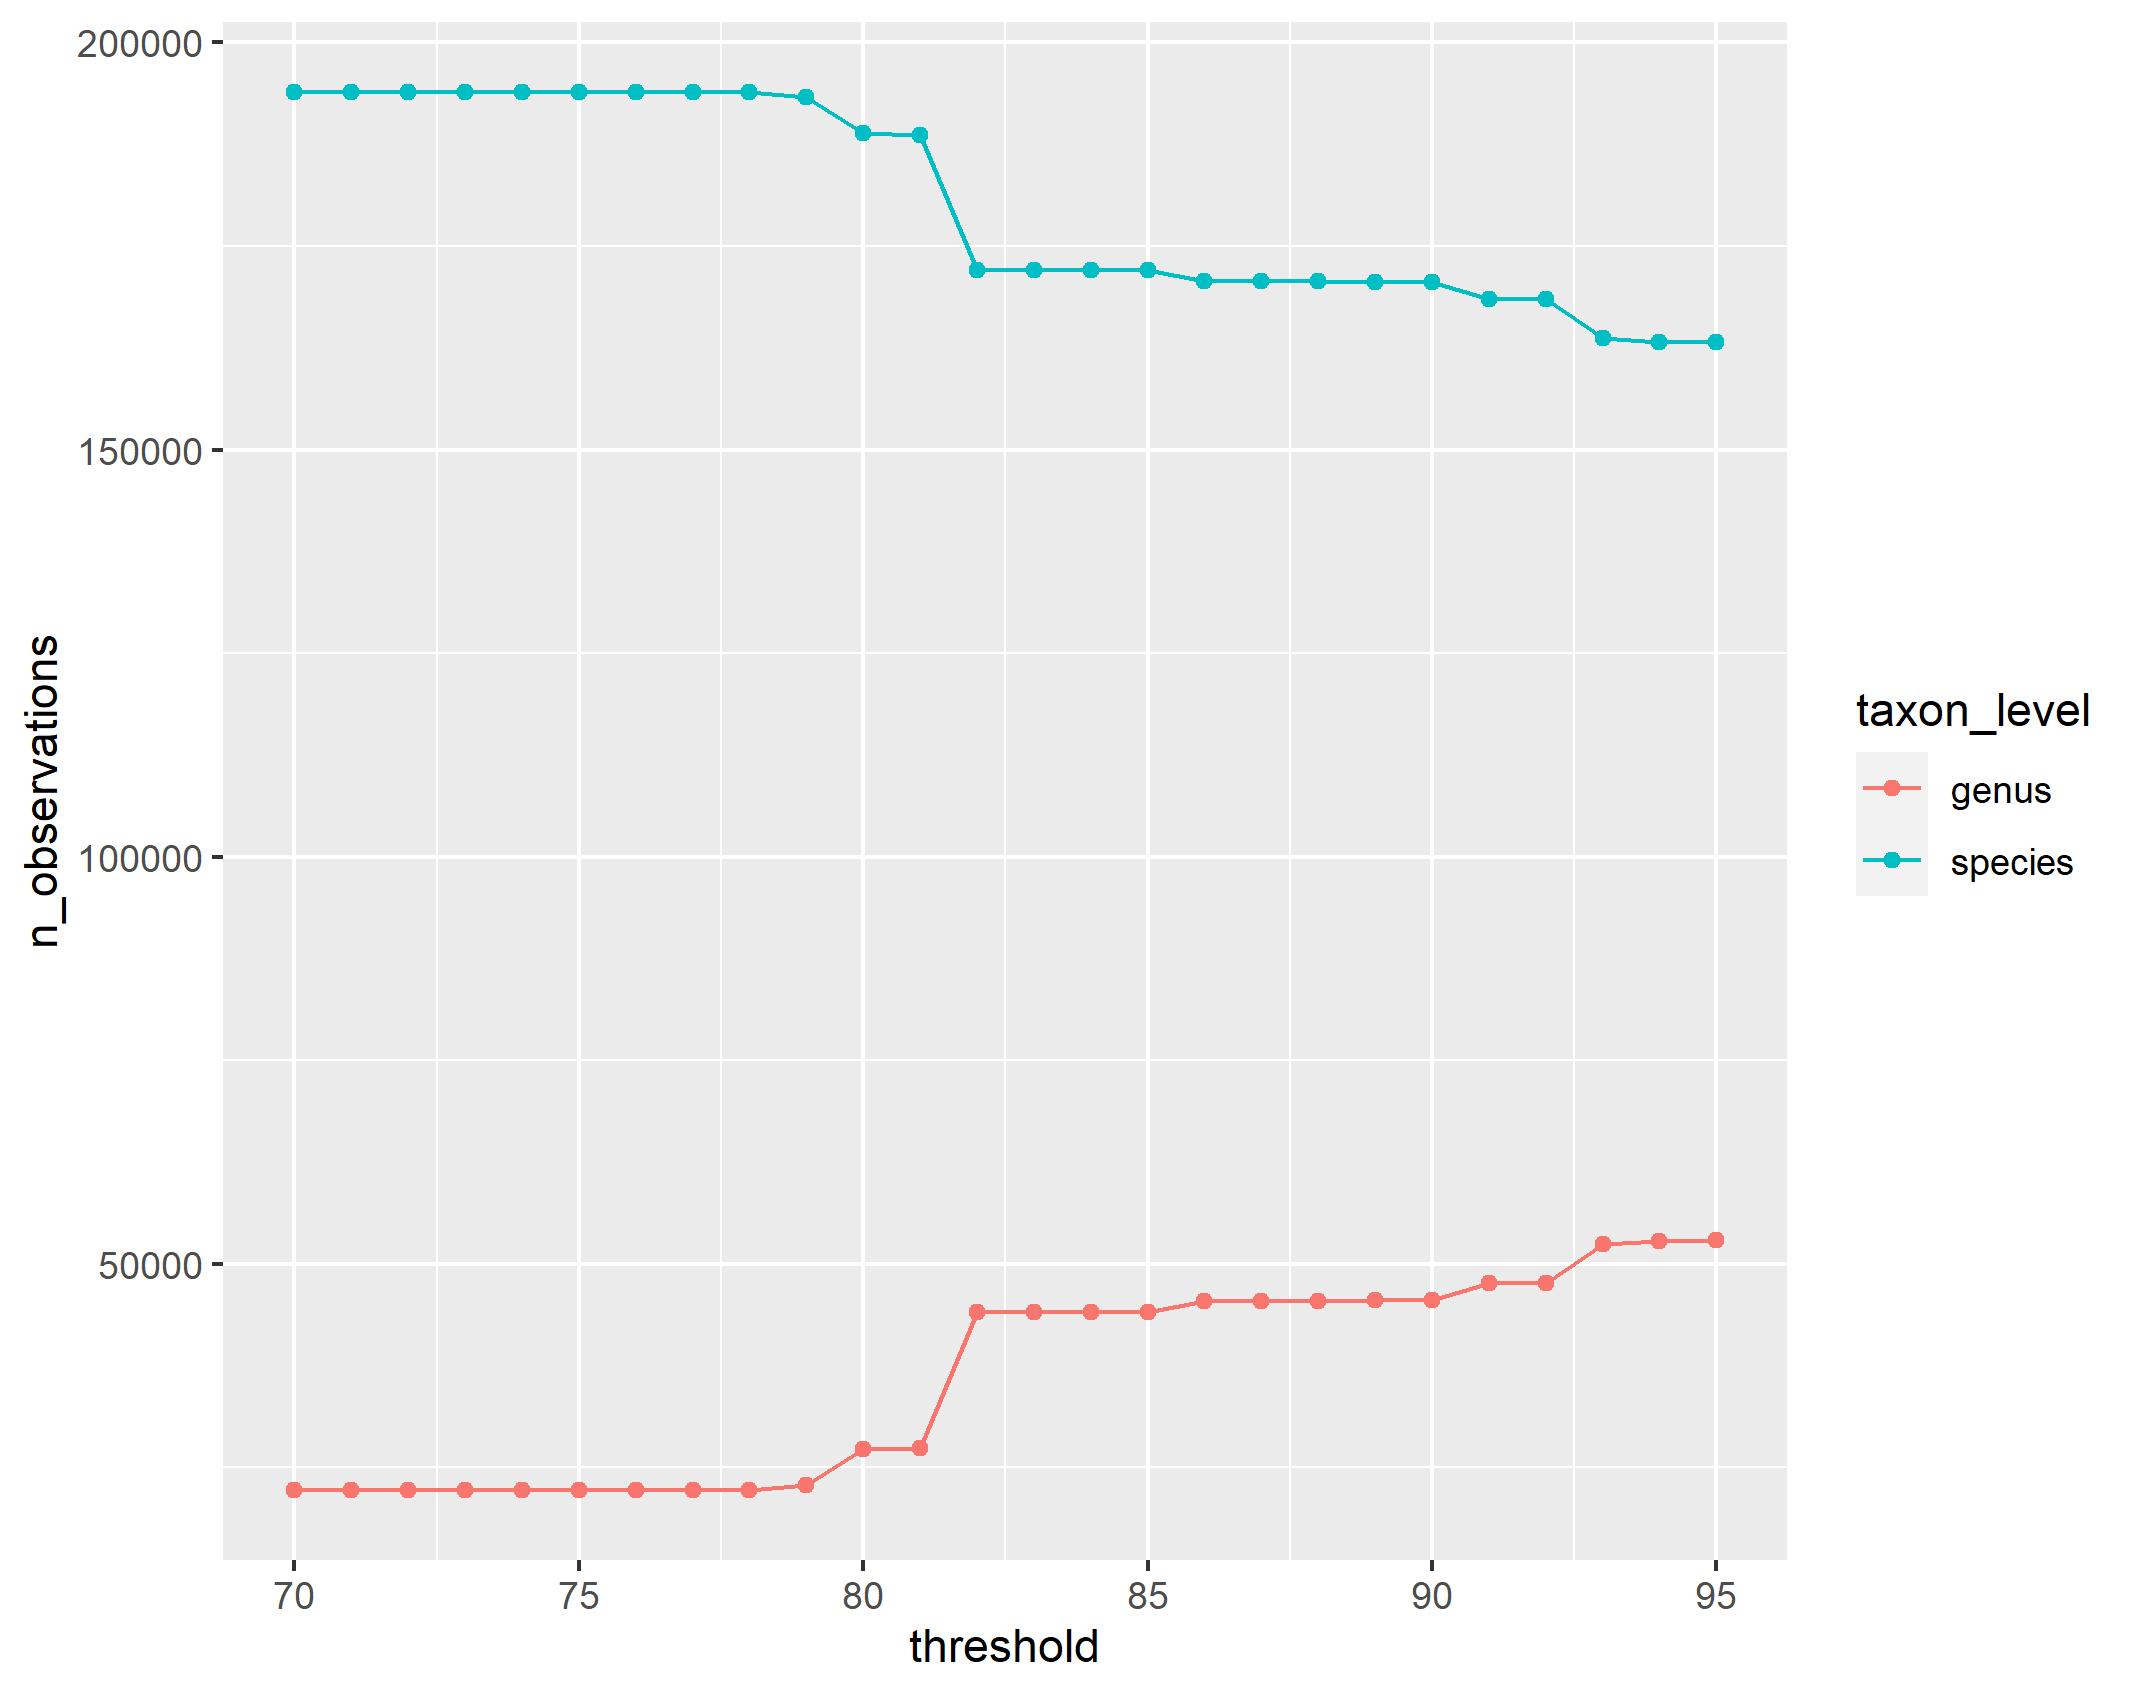 200000
150000
100000
50000
n_observations
70 75 80 85 90 95
threshold
taxon_level
genus
species